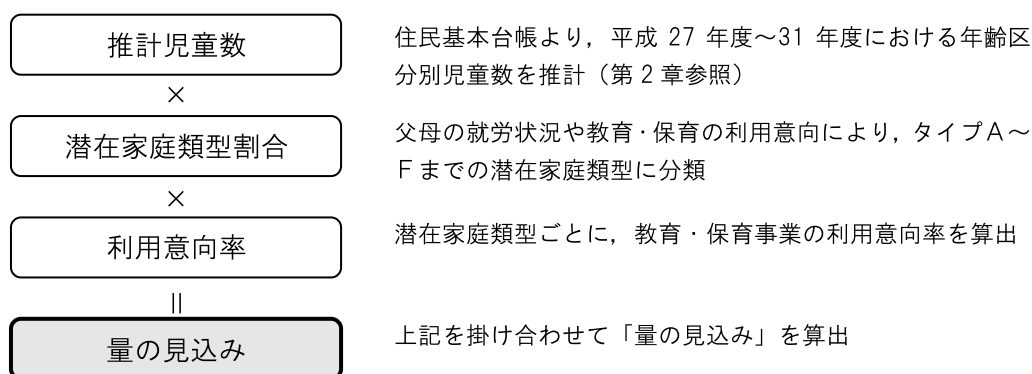 推計児童数
住民基本台帳より，平成 27 年度～31 年度における年齢区
分別児童数を推計（第２章参照）
×
潜在家庭類型割合
父母の就労状況や教育・保育の利用意向により，タイプＡ～
Ｆまでの潜在家庭類型に分類
×
利用意向率
潜在家庭類型ごとに，教育・保育事業の利用意向率を算出
||
量の見込み
上記を掛け合わせて「量の見込み」を算出